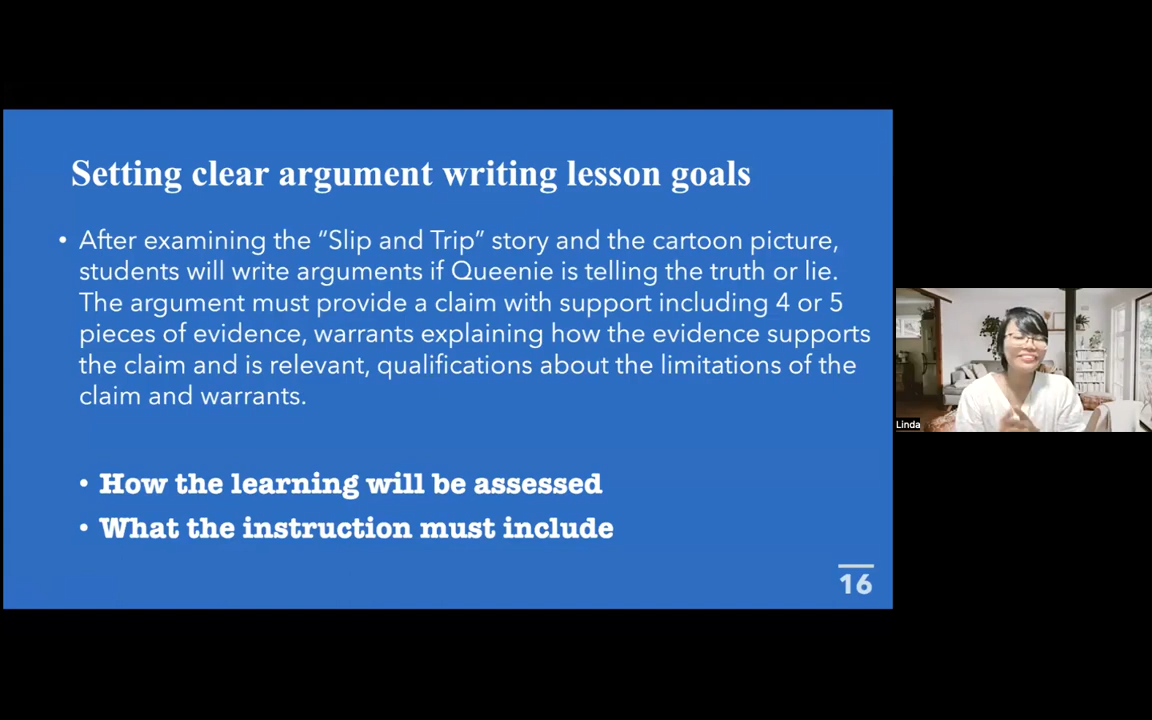 Setting clear argument writing lesson goals
• After examining the “Slip and Trip” story and the cartoon picture,
students will write arguments if Queenie is telling the truth or lie.
The argument must provide a claim with support including 4 or 5
pieces of evidence, warrants explaining how the evidence supports
the claim and is relevant, qualifications about the limitations of the
claim and warrants.
• How the learning will be assessed
• What the instruction must include
16
Linda